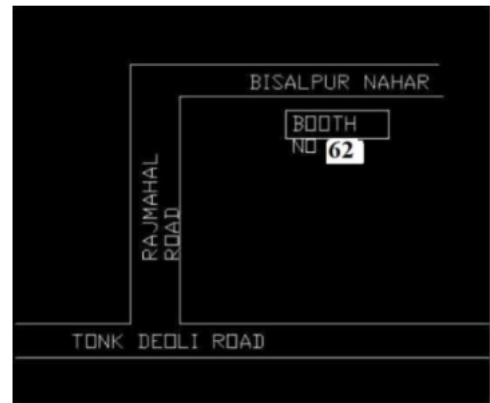 BISALPUR NAHAR
BOOTH
NO 62
RAJMAHAL
ROAD
TONK DEOLI ROAD